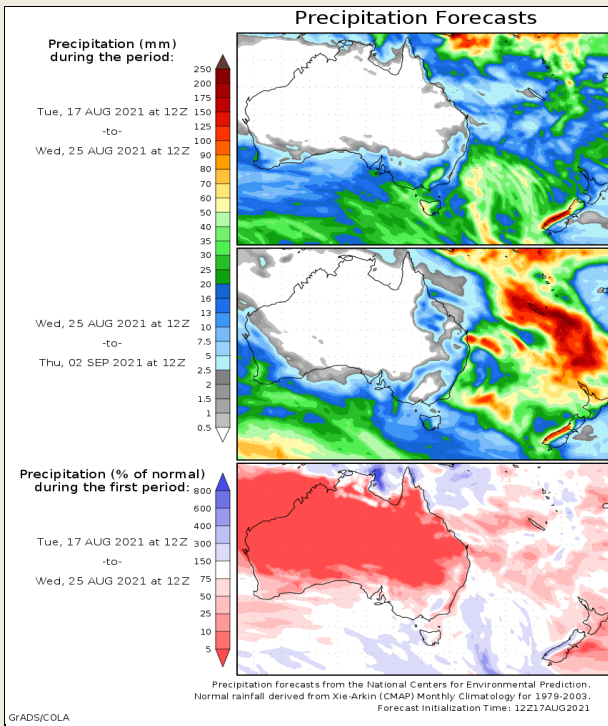 Precipitation Forecasts
Precipitation (mm)
during the period:
Tue, 17 AUG 2021 at 12Z
-to-
Wed, 25 AUG 2021 at 12Z
250
200
175
150
125
100
90
80
70
60
50
40
35
30
25
20
16
13
10
7.5
5
2.5
2
1.5
1
0.5
Wed, 25 AUG 2021 at 12Z
-to-
Thu, 02 SEP 2021 at 12Z
Precipitation (% of normal)
during the first period:
Tue, 17 AUG 2021 at 12Z
-to-
Wed, 25 AUG 2021 at 12Z
800
600
400
300
150
75
50
25
10
5
Precipitation forecasts from the National Centers for Environmental Prediction.
Normal rainfall derived from Xie-Arkin (CMAP) Monthly Climatology for 1979-2003.
Forecast Initialization Time: 12Z17AUG2021
GrADS/COLA